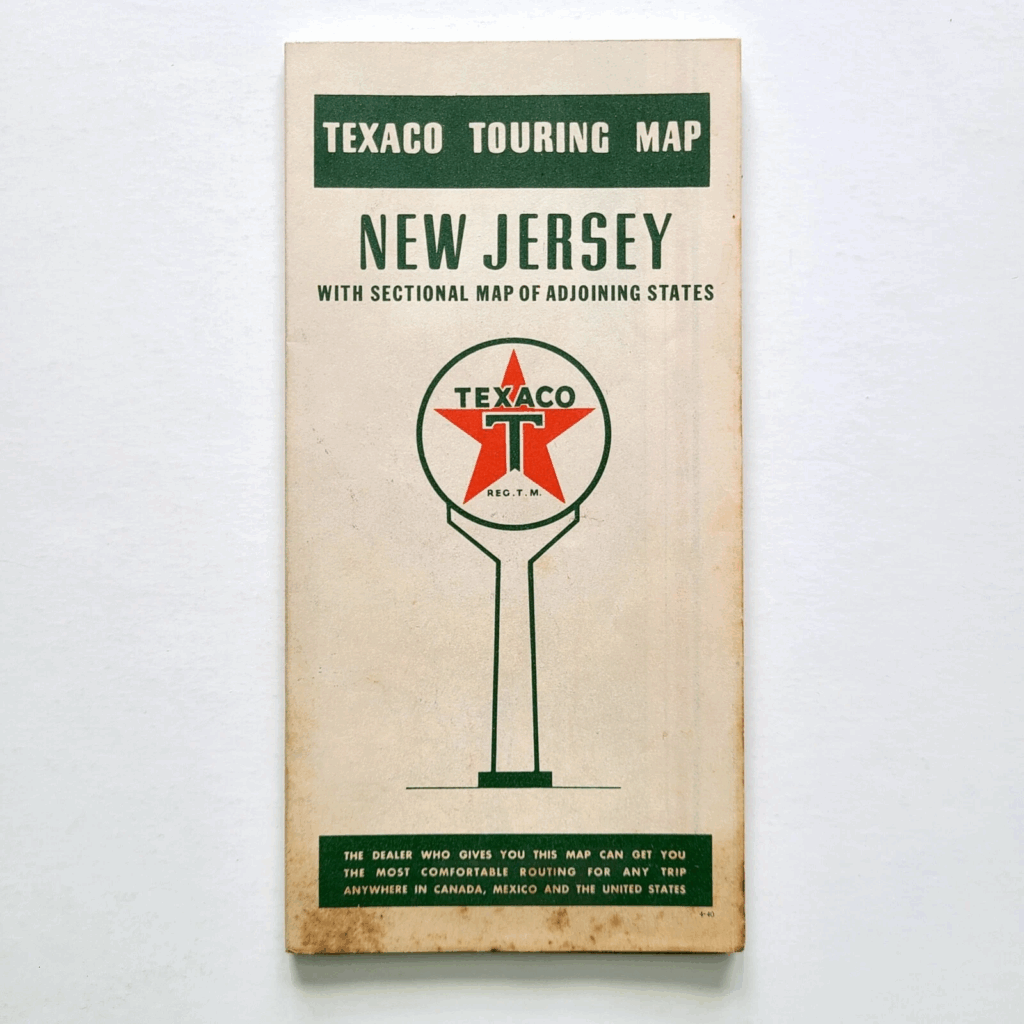 TEXACO TOURING MAP
NEW JERSEY
WITH SECTIONAL MAP OF ADJOINING STATES
TEXACO
T
REG. T. M.
THE DEALER WHO GIVES YOU THIS MAP CAN GET YOU
THE MOST COMFORTABLE ROUTING FOR ANY TRIP
ANYWHERE IN CANADA, MEXICO AND THE UNITED STATES